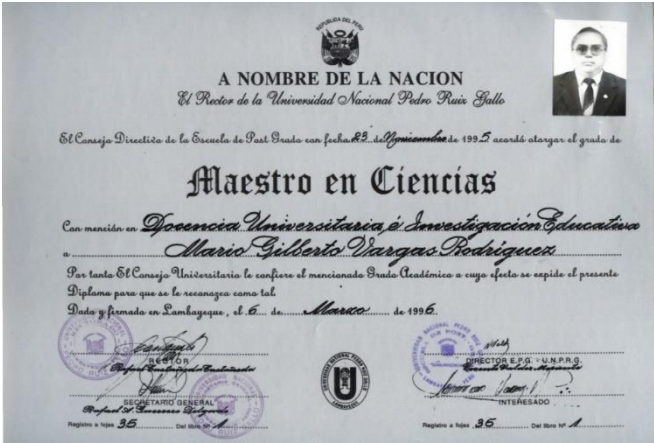 REPUBLICA DEL PERU
A NOMBRE DE LA NACION
El Rector de la Universidad Nacional Pedro Ruiz Gallo
El Consejo Directivo de la Escuela de Post Grado con fecha 23 de Noviembre de 1995 acordó otorgar el grado de
Maestro en Ciencias
Con mención en Docencia Universitaria é Investigación Educativa
a Mario Gilberto Vargas Rodríguez
Por tanto El Consejo Universitario le confiere el mencionado Grado Académico a cuyo efecto se expide el presente
Diploma para que se le reconozca como tal.
Dado y firmado en Lambayeque, el 6 de Marzo de 1996.
RECTOR
DIRECTOR E.P.G. - U.N.P.R.G.
SECRETARIO GENERAL
INTERESADO
Registro a fojas 36 Del libro Nº 1
Registro a fojas 36 Del libro Nº 1